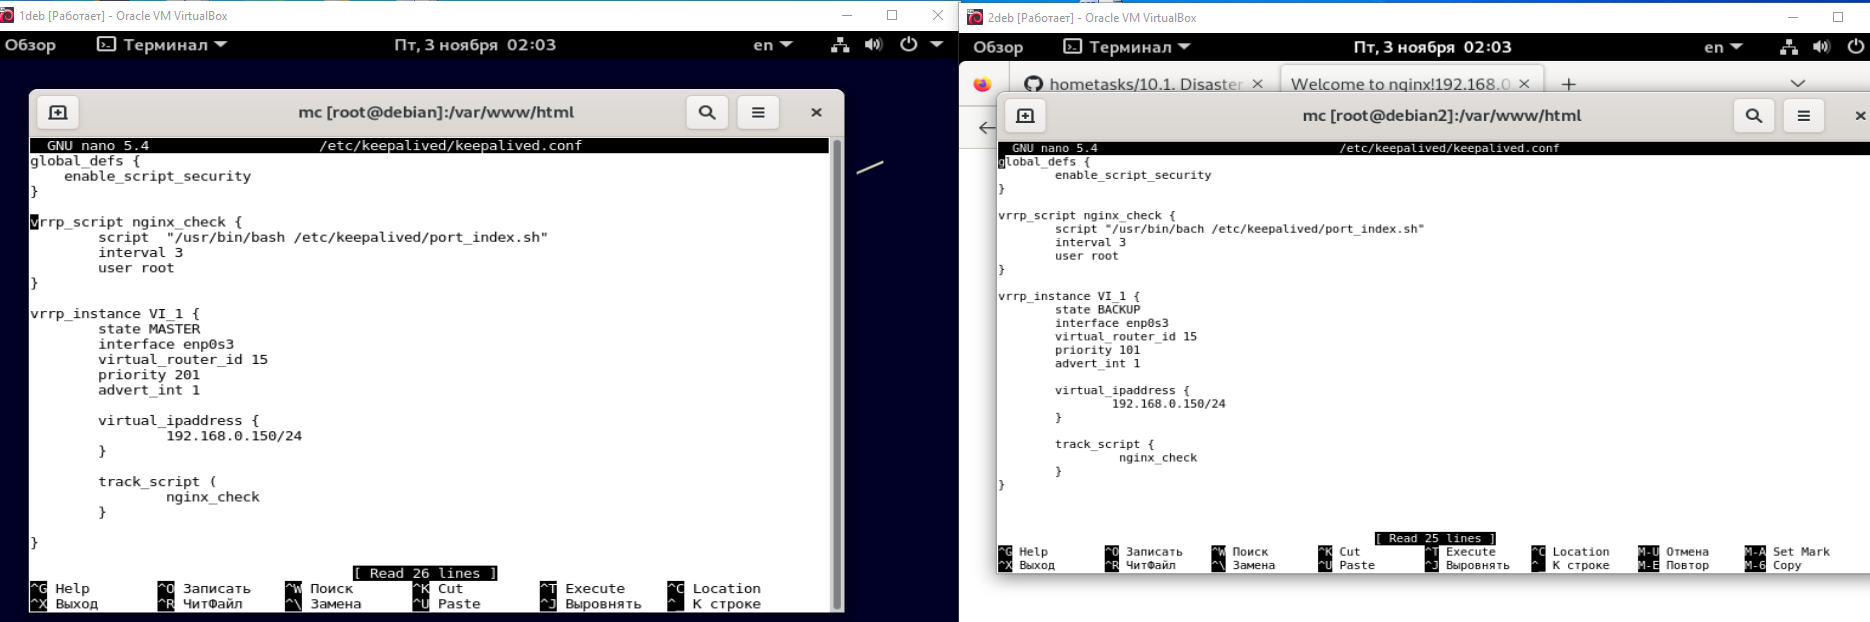 1deb [Работает] - Oracle VM VirtualBox
Обзор Терминал Пт, 3 ноября 02:03 en
mc [root@debian]:/var/www/html
GNU nano 5.4 /etc/keepalived/keepalived.conf
global_defs {
enable_script_security
}
vrrp_script nginx_check {
script "/usr/bin/bash /etc/keepalived/port_index.sh"
interval 3
user root
}
vrrp_instance VI_1 {
state MASTER
interface enp0s3
virtual_router_id 15
priority 201
advert_int 1
virtual_ipaddress {
192.168.0.150/24
}
track_script (
nginx_check
}
}
[ Read 26 lines ]
^G Help ^O Записать ^W Поиск ^K Cut ^T Execute ^C Location
^X Выход ^R ЧитФайл ^\ Замена ^U Paste ^J Выровнять ^_ К строке
2deb [Работает] - Oracle VM VirtualBox
Обзор Терминал Пт, 3 ноября 02:03 en
hometasks/10.1. Disaster Welcome to nginx!192.168.0
mc [root@debian2]:/var/www/html
GNU nano 5.4 /etc/keepalived/keepalived.conf
global_defs {
enable_script_security
}
vrrp_script nginx_check {
script "/usr/bin/bach /etc/keepalived/port_index.sh"
interval 3
user root
}
vrrp_instance VI_1 {
state BACKUP
interface enp0s3
virtual_router_id 15
priority 101
advert_int 1
virtual_ipaddress {
192.168.0.150/24
}
track_script {
nginx_check
}
}
[ Read 25 lines ]
^G Help ^O Записать ^W Поиск ^K Cut ^T Execute ^C Location M-U Отмена M-A Set Mark
^X Выход ^R ЧитФайл ^\ Замена ^U Paste ^J Выровнять ^_ К строке M-E Повтор M-6 Copy